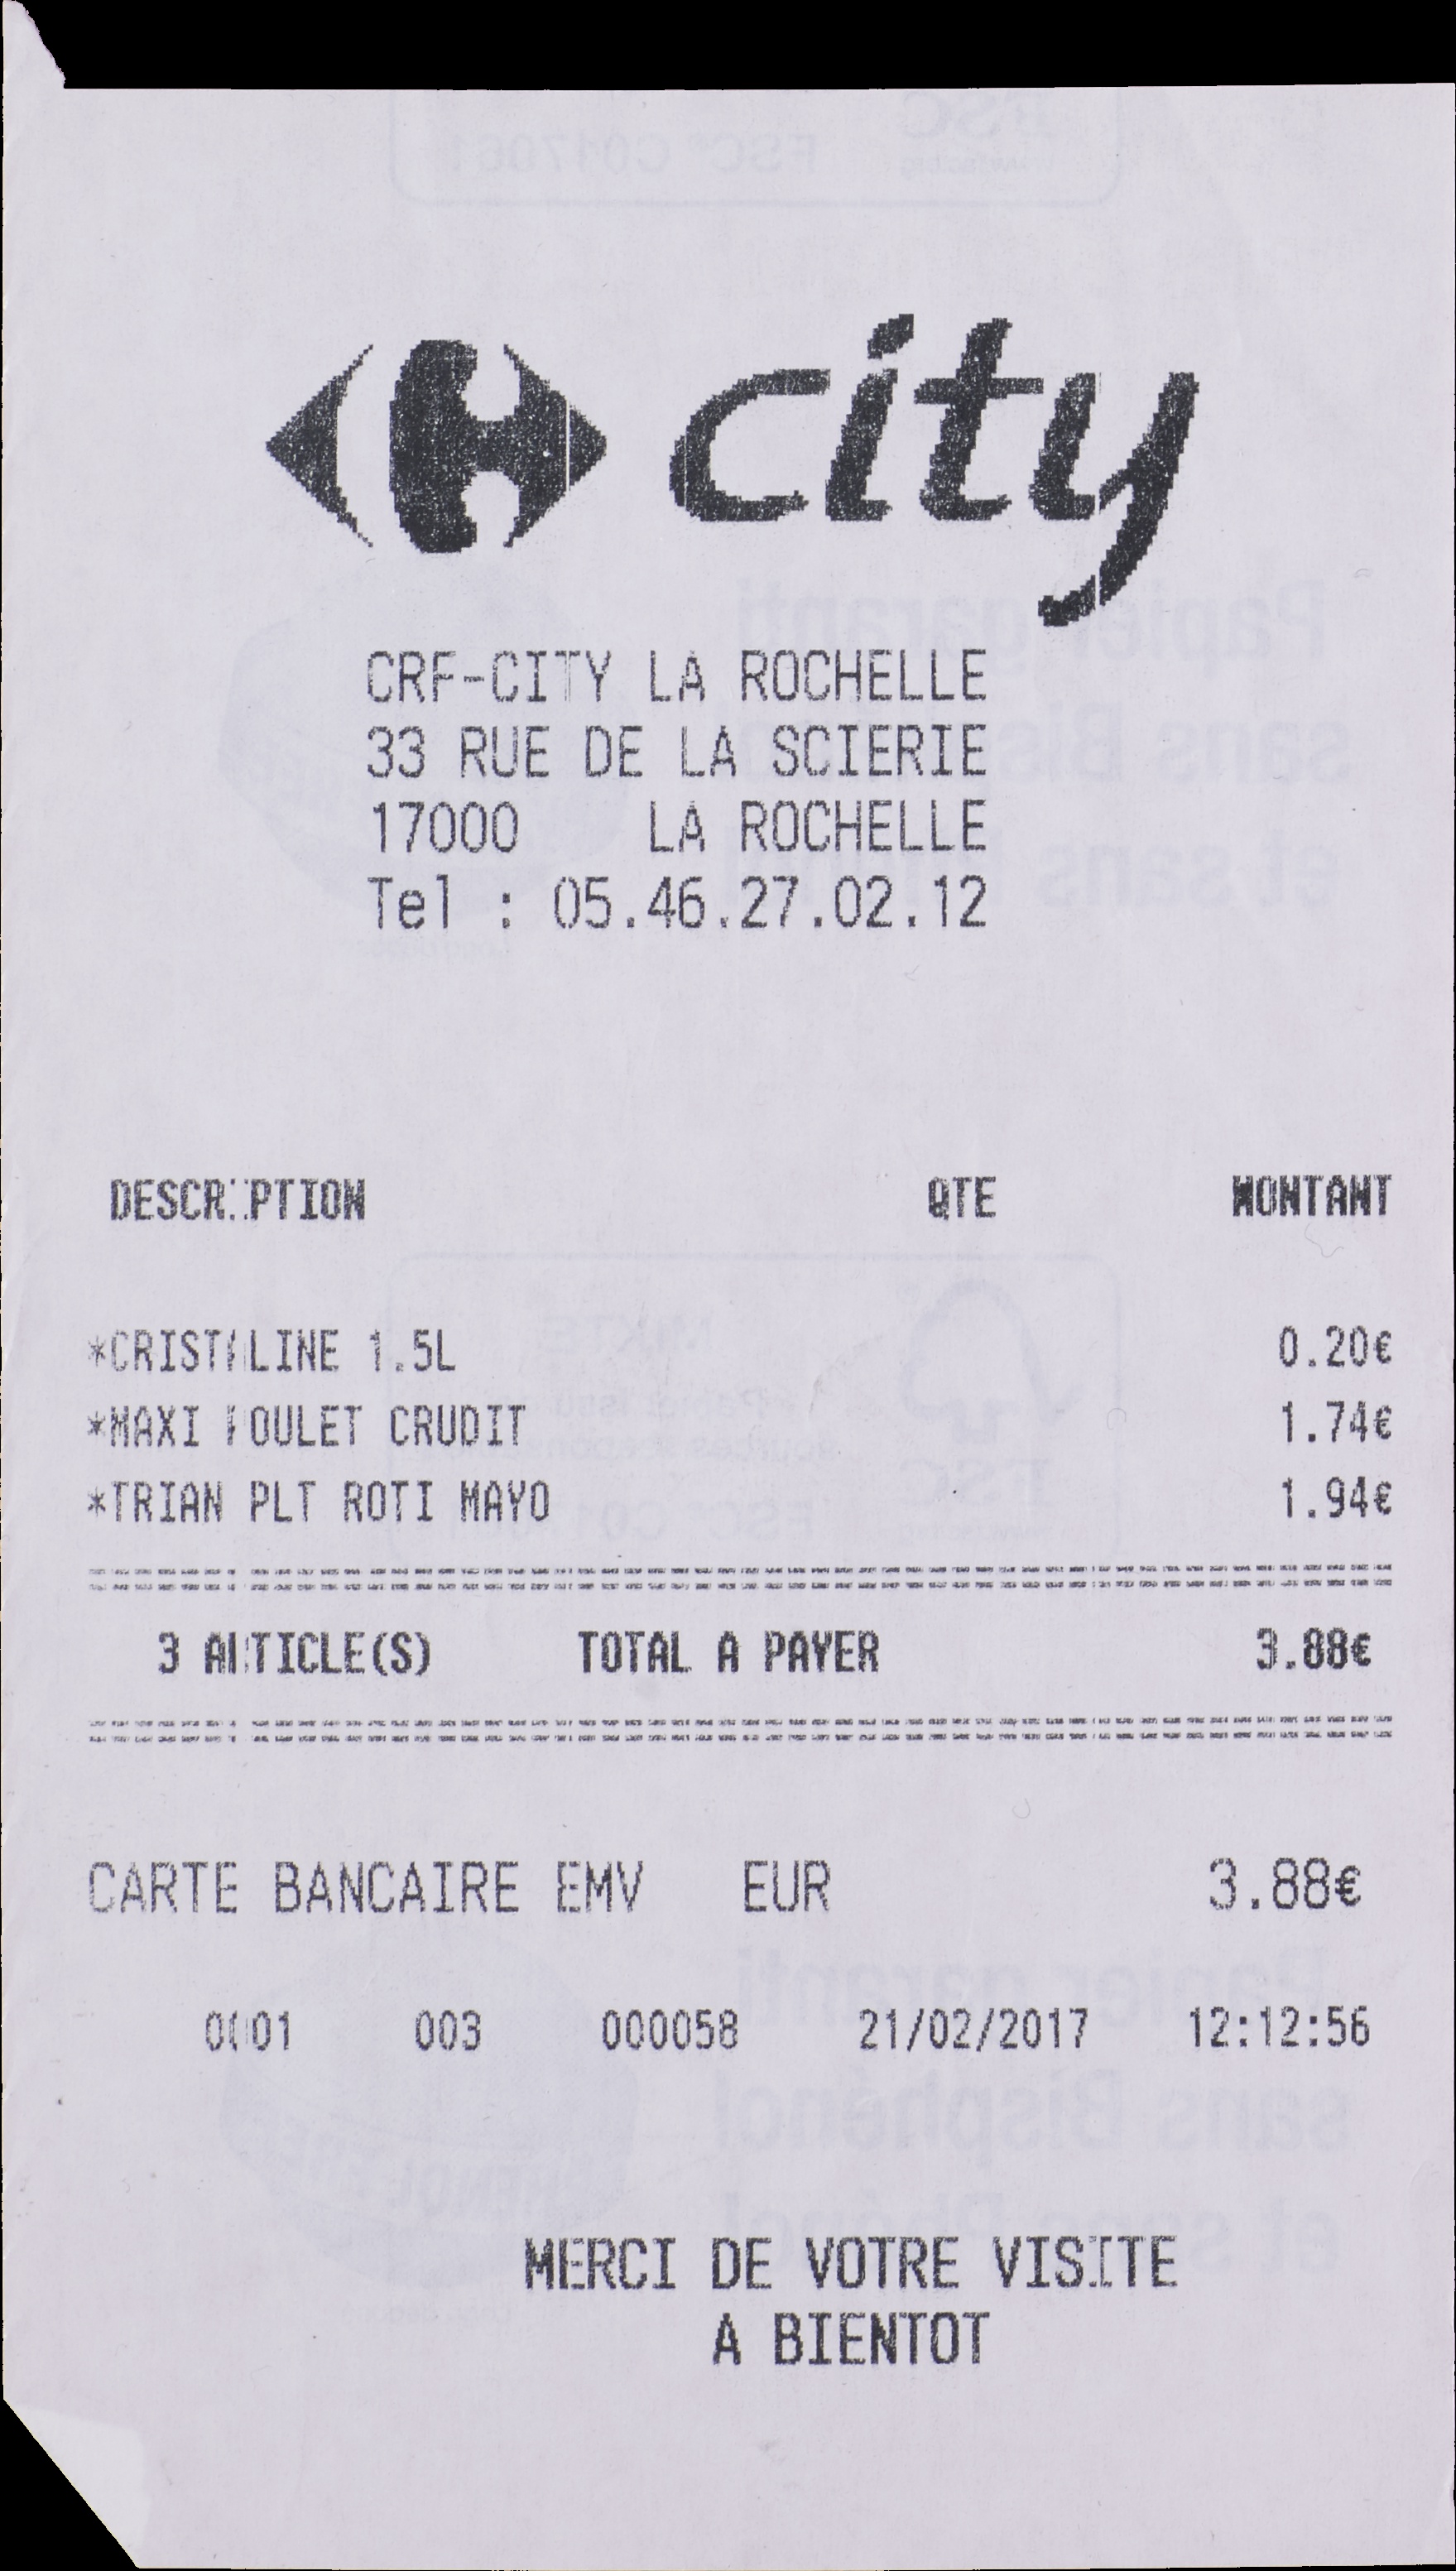 city
CRF-CITY LA ROCHELLE
33 RUE DE LA SCIERIE
17000 LA ROCHELLE
Tel : 05.46.27.02.12
DESCRIPTION QTE MONTANT
*CRISTALINE 1.5L 0.20€
*MAXI POULET CRUDIT 1.74€
*TRIAN PLT ROTI MAYO 1.94€
3 ARTICLE(S) TOTAL A PAYER 3.88€
CARTE BANCAIRE EMV EUR 3.88€
0001 003 000058 21/02/2017 12:12:56
MERCI DE VOTRE VISITE
A BIENTOT